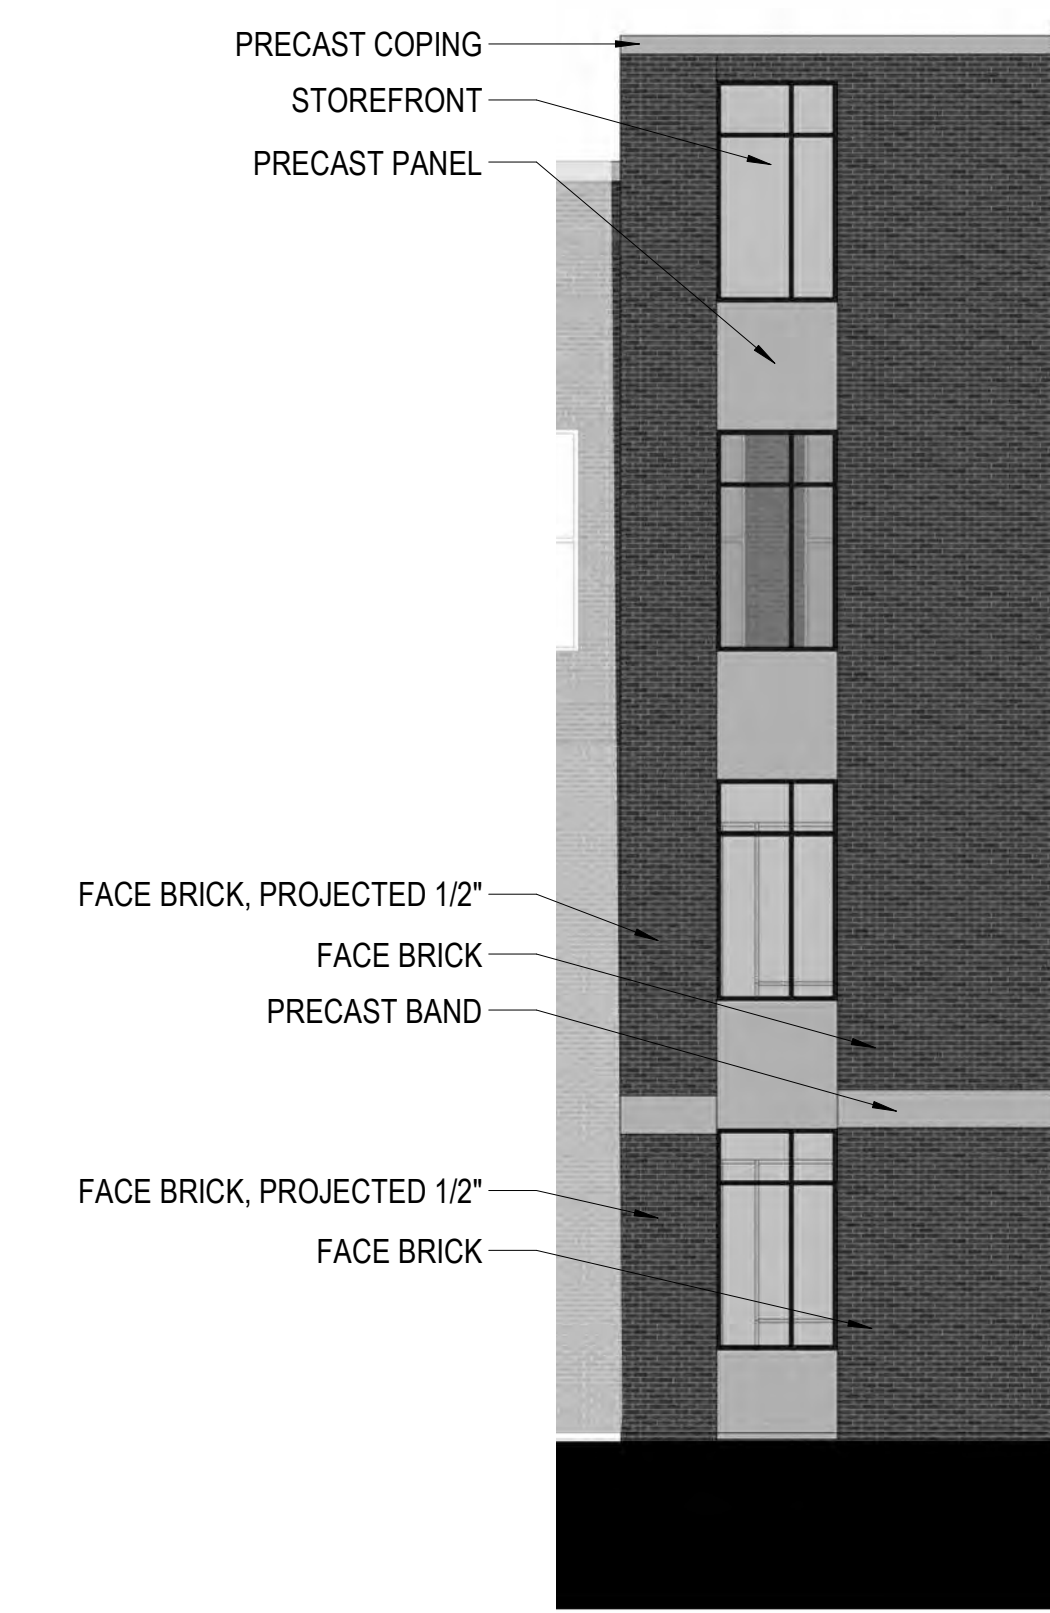 PRECAST COPING
STOREFRONT
PRECAST PANEL
FACE BRICK, PROJECTED 1/2"
FACE BRICK
PRECAST BAND
FACE BRICK, PROJECTED 1/2"
FACE BRICK